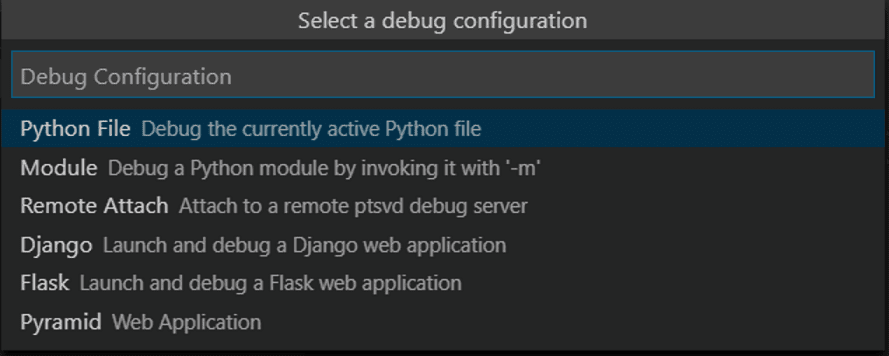 Select a debug configuration
Debug Configuration
Python File Debug the currently active Python file
Module Debug a Python module by invoking it with '-m'
Remote Attach Attach to a remote ptsvd debug server
Django Launch and debug a Django web application
Flask Launch and debug a Flask web application
Pyramid Web Application